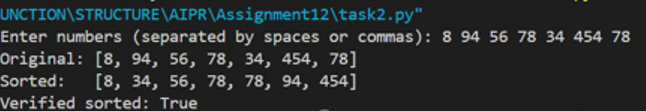 UNCTION\STRUCTURE\AIPR\Assignment12\task2.py"
Enter numbers (separated by spaces or commas): 8 94 56 78 34 454 78
Original: [8, 94, 56, 78, 34, 454, 78]
Sorted:   [8, 34, 56, 78, 78, 94, 454]
Verified sorted: True